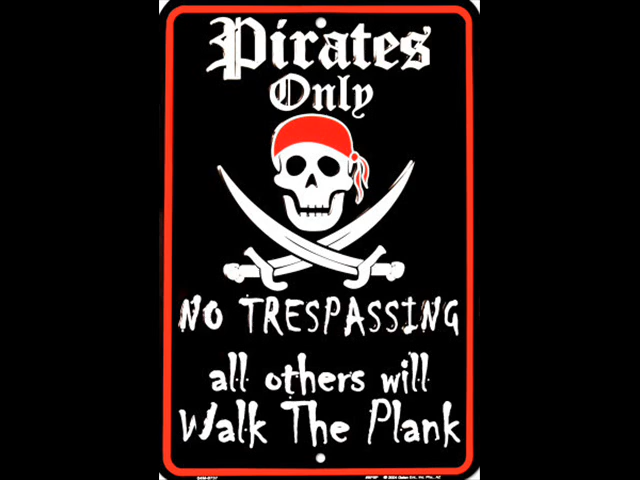 Pirates
Only
NO TRESPASSING
all others will
Walk The Plank